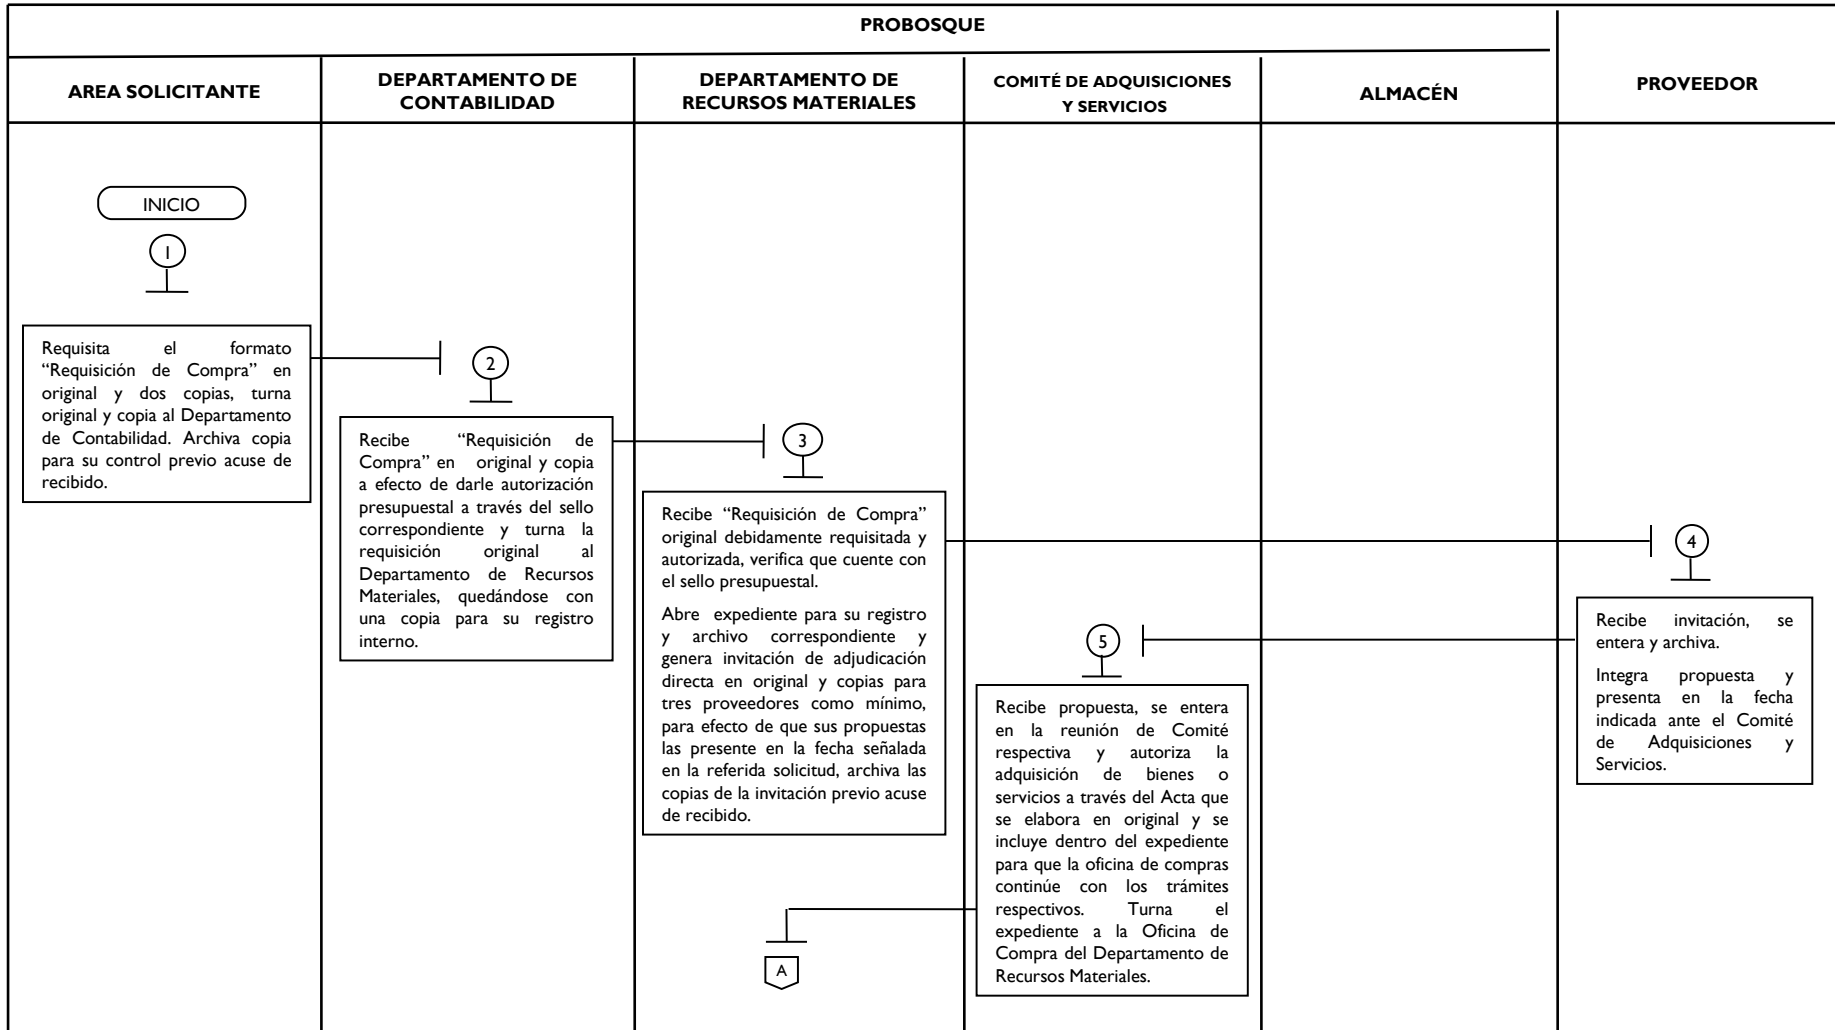 PROBOSQUE
AREA SOLICITANTE
DEPARTAMENTO DE
CONTABILIDAD
DEPARTAMENTO DE
RECURSOS MATERIALES
COMITÉ DE ADQUISICIONES
Y SERVICIOS
ALMACÉN
PROVEEDOR
INICIO
1
Requisita el formato
“Requisición de Compra” en
original y dos copias, turna
original y copia al Departamento
de Contabilidad. Archiva copia
para su control previo acuse de
recibido.
2
Recibe “Requisición de
Compra” en original y copia
a efecto de darle autorización
presupuestal a través del sello
correspondiente y turna la
requisición original al
Departamento de Recursos
Materiales, quedándose con
una copia para su registro
interno.
3
Recibe “Requisición de Compra”
original debidamente requisitada y
autorizada, verifica que cuente con
el sello presupuestal.
Abre expediente para su registro
y archivo correspondiente y
genera invitación de adjudicación
directa en original y copias para
tres proveedores como mínimo,
para efecto de que sus propuestas
las presente en la fecha señalada
en la referida solicitud, archiva las
copias de la invitación previo acuse
de recibido.
4
Recibe invitación, se
entera y archiva.
Integra propuesta y
presenta en la fecha
indicada ante el Comité
de Adquisiciones y
Servicios.
5
Recibe propuesta, se entera
en la reunión de Comité
respectiva y autoriza la
adquisición de bienes o
servicios a través del Acta que
se elabora en original y se
incluye dentro del expediente
para que la oficina de compras
continúe con los trámites
respectivos. Turna el
expediente a la Oficina de
Compra del Departamento de
Recursos Materiales.
A